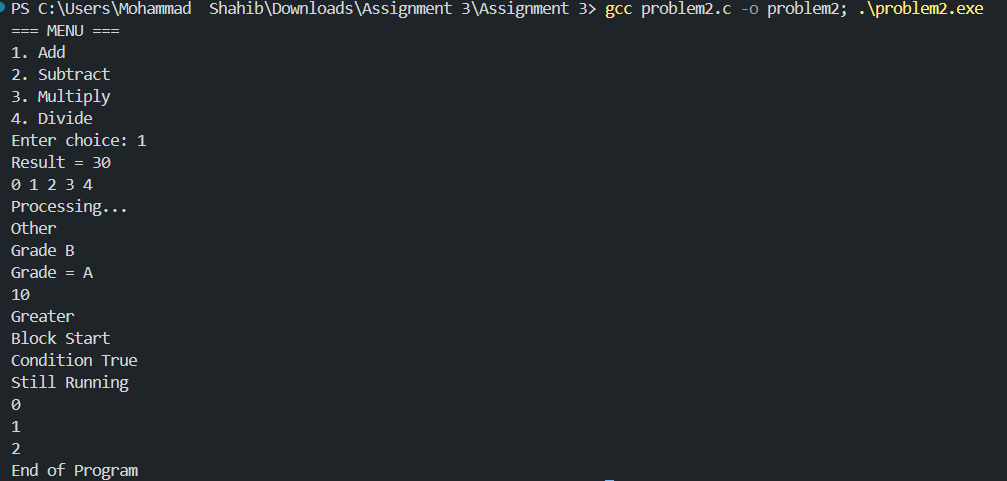 PS C:\Users\Mohammad  Shahib\Downloads\Assignment 3\Assignment 3> gcc problem2.c -o problem2; .\problem2.exe
=== MENU ===
1. Add
2. Subtract
3. Multiply
4. Divide
Enter choice: 1
Result = 30
0 1 2 3 4
Processing...
Other
Grade B
Grade = A
10
Greater
Block Start
Condition True
Still Running
0
1
2
End of Program